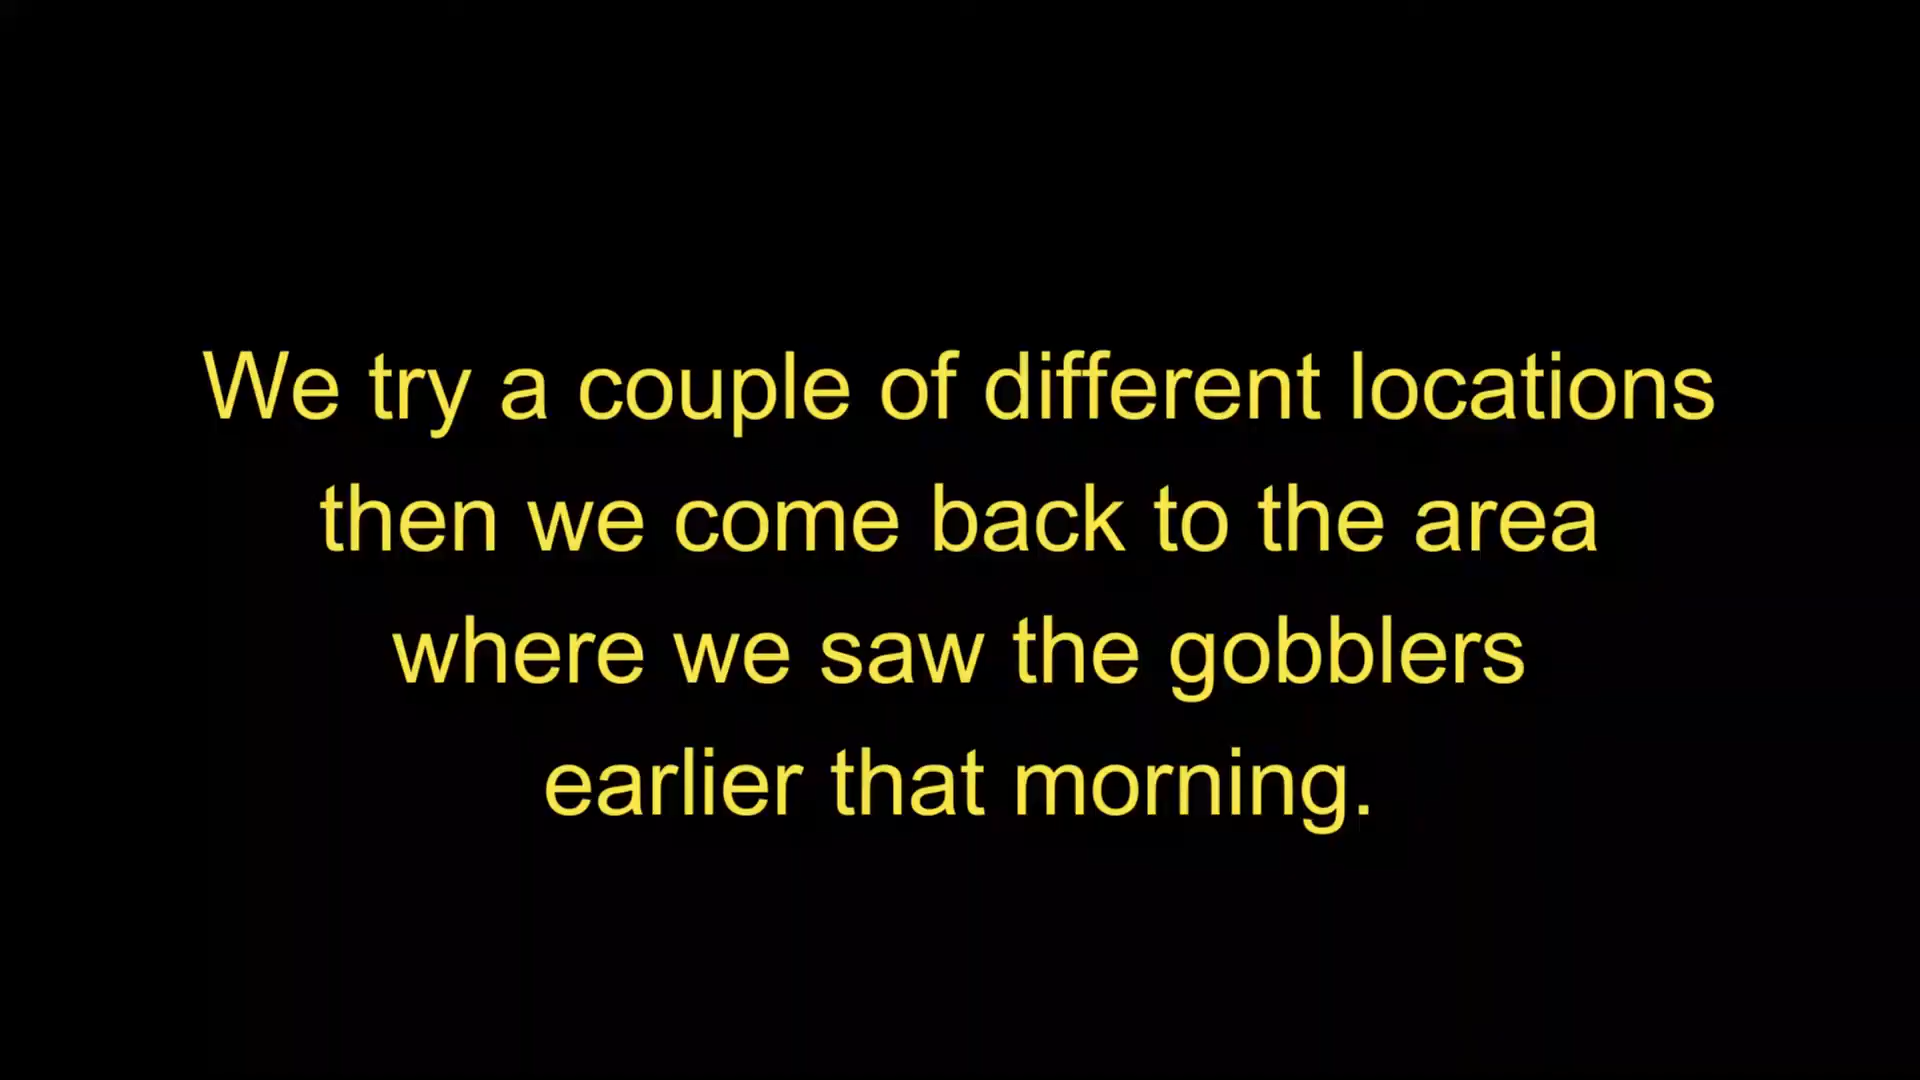 We try a couple of different locations
then we come back to the area
where we saw the gobblers
earlier that morning.